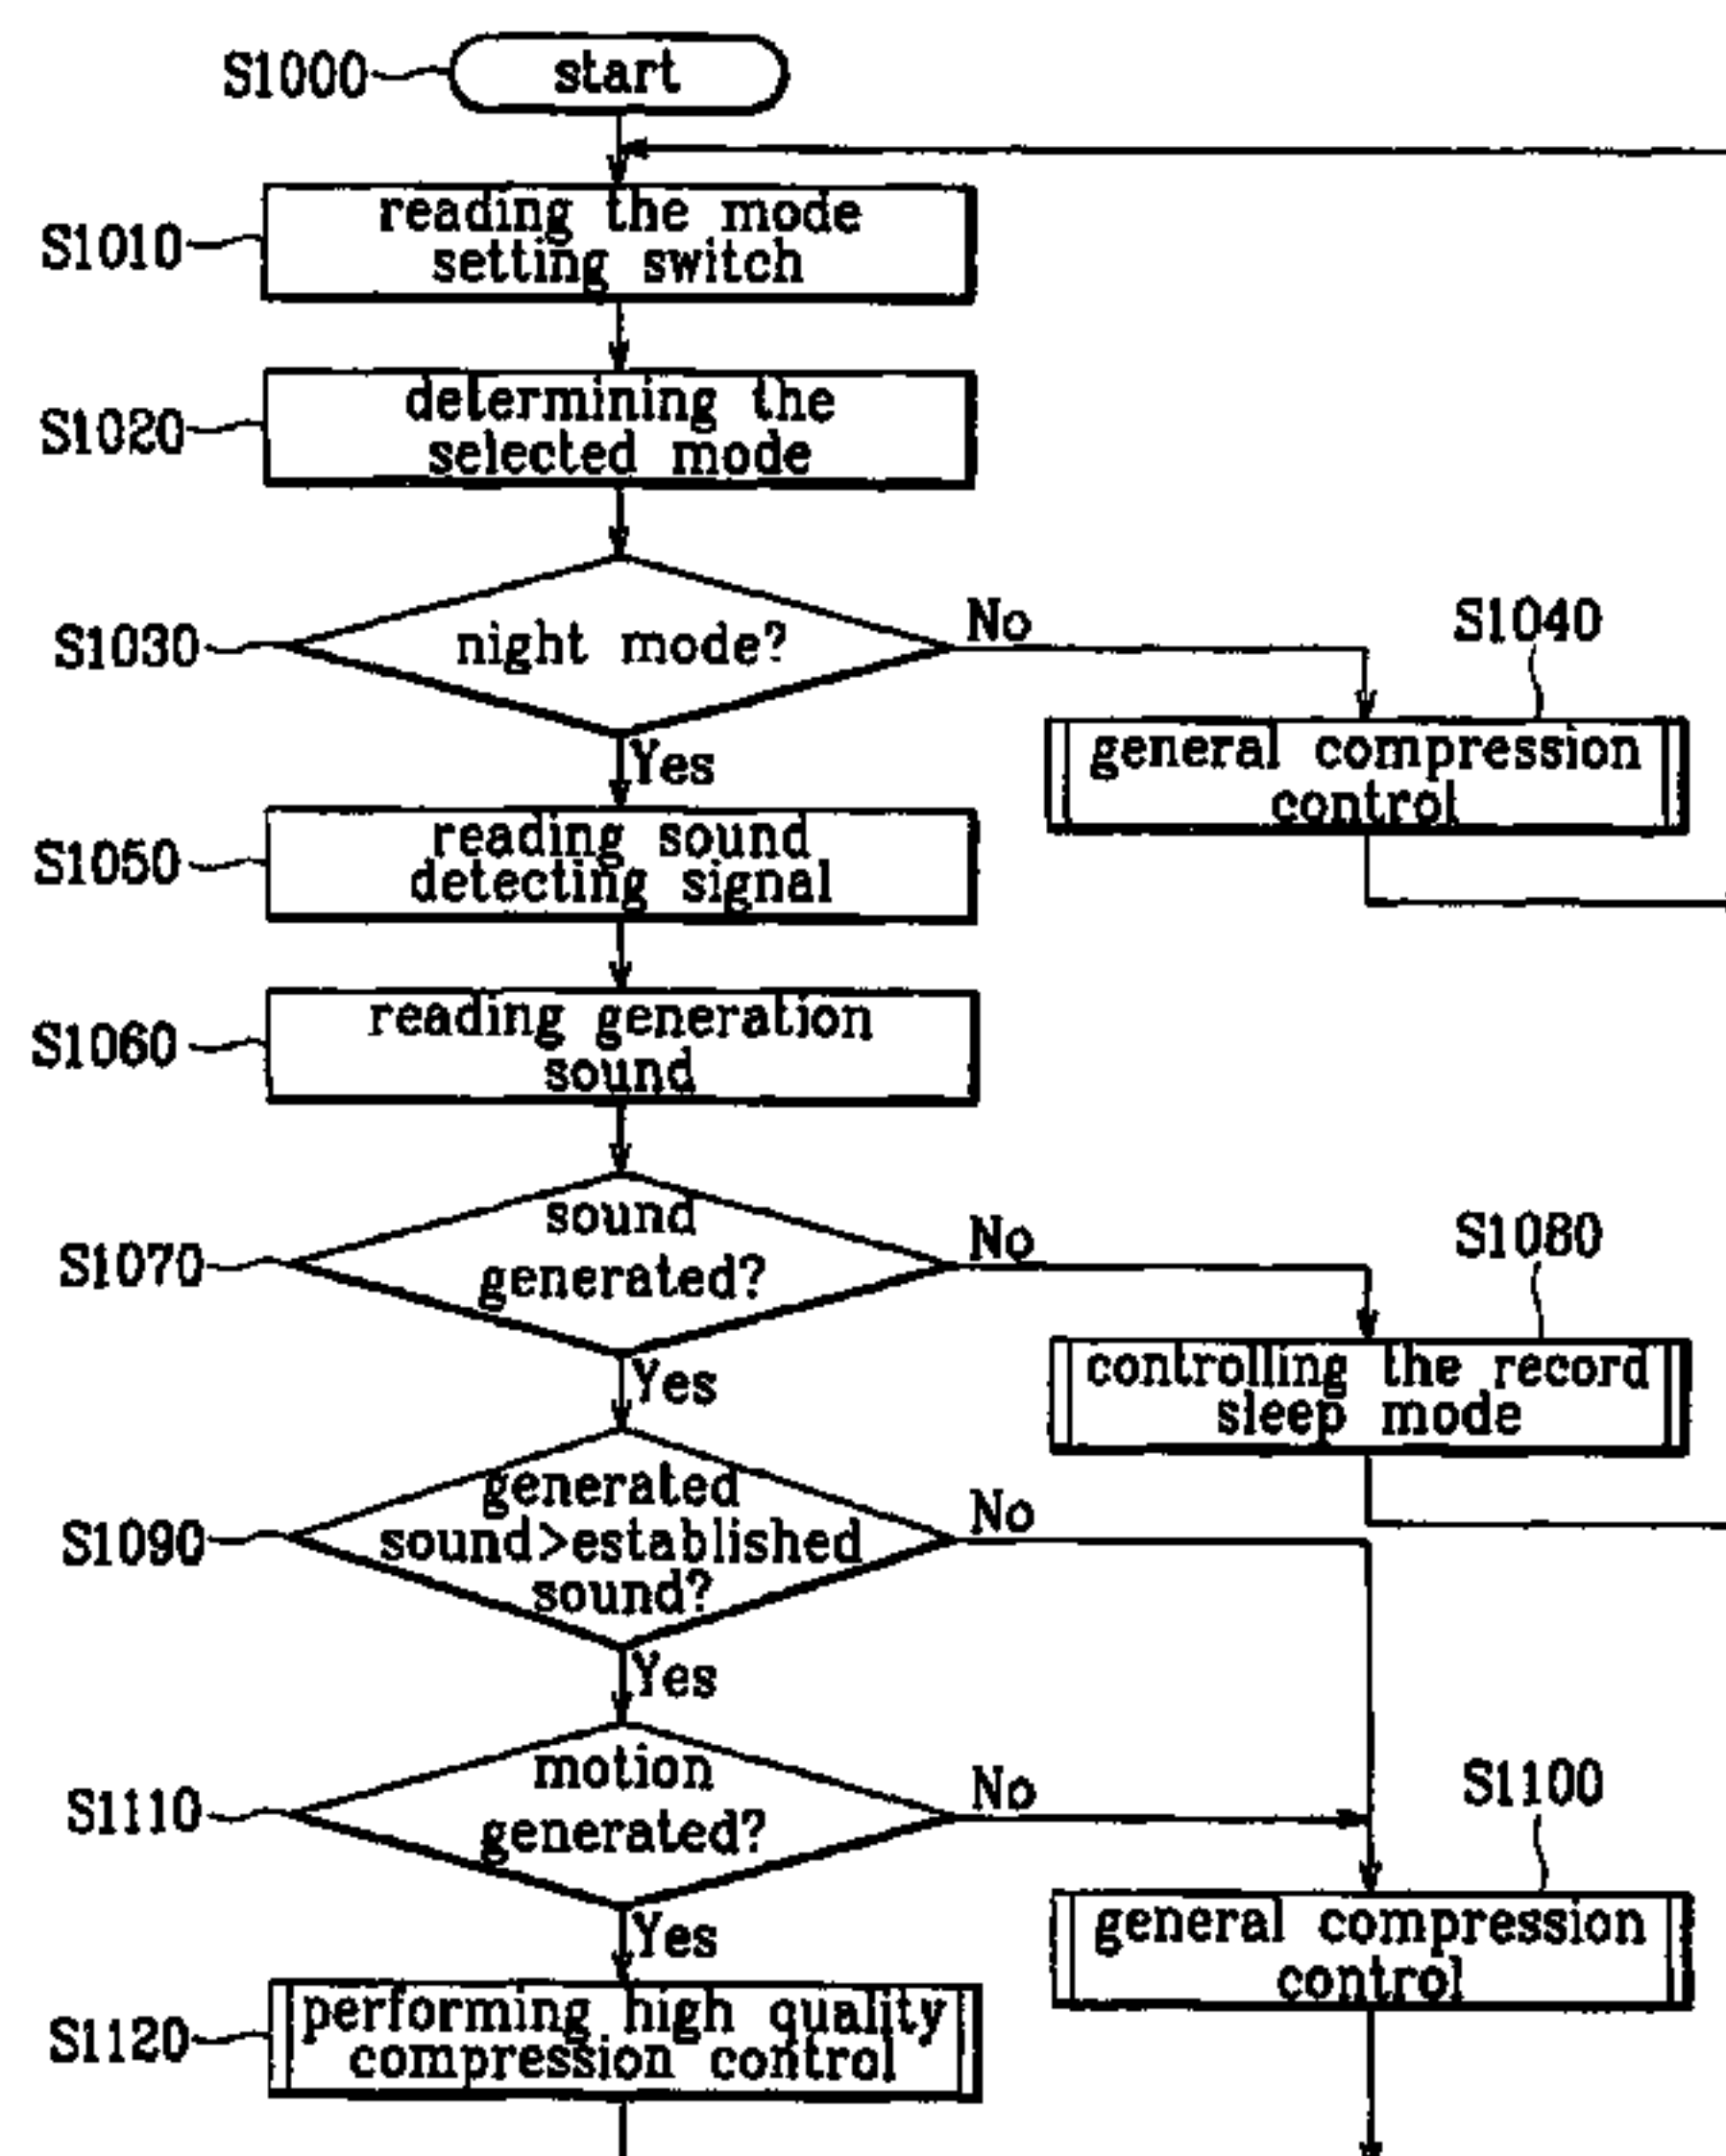 S1000
start
S1010
reading the mode
setting switch
S1020
determining the
selected mode
S1030
night mode?
No
S1040
general compression
control
Yes
S1050
reading sound
detecting signal
S1060
reading generation
sound
S1070
sound
generated?
No
S1080
controlling the record
sleep mode
Yes
S1090
generated
sound>established
sound?
No
Yes
S1110
motion
generated?
No
S1100
general compression
control
Yes
S1120
performing high quality
compression control